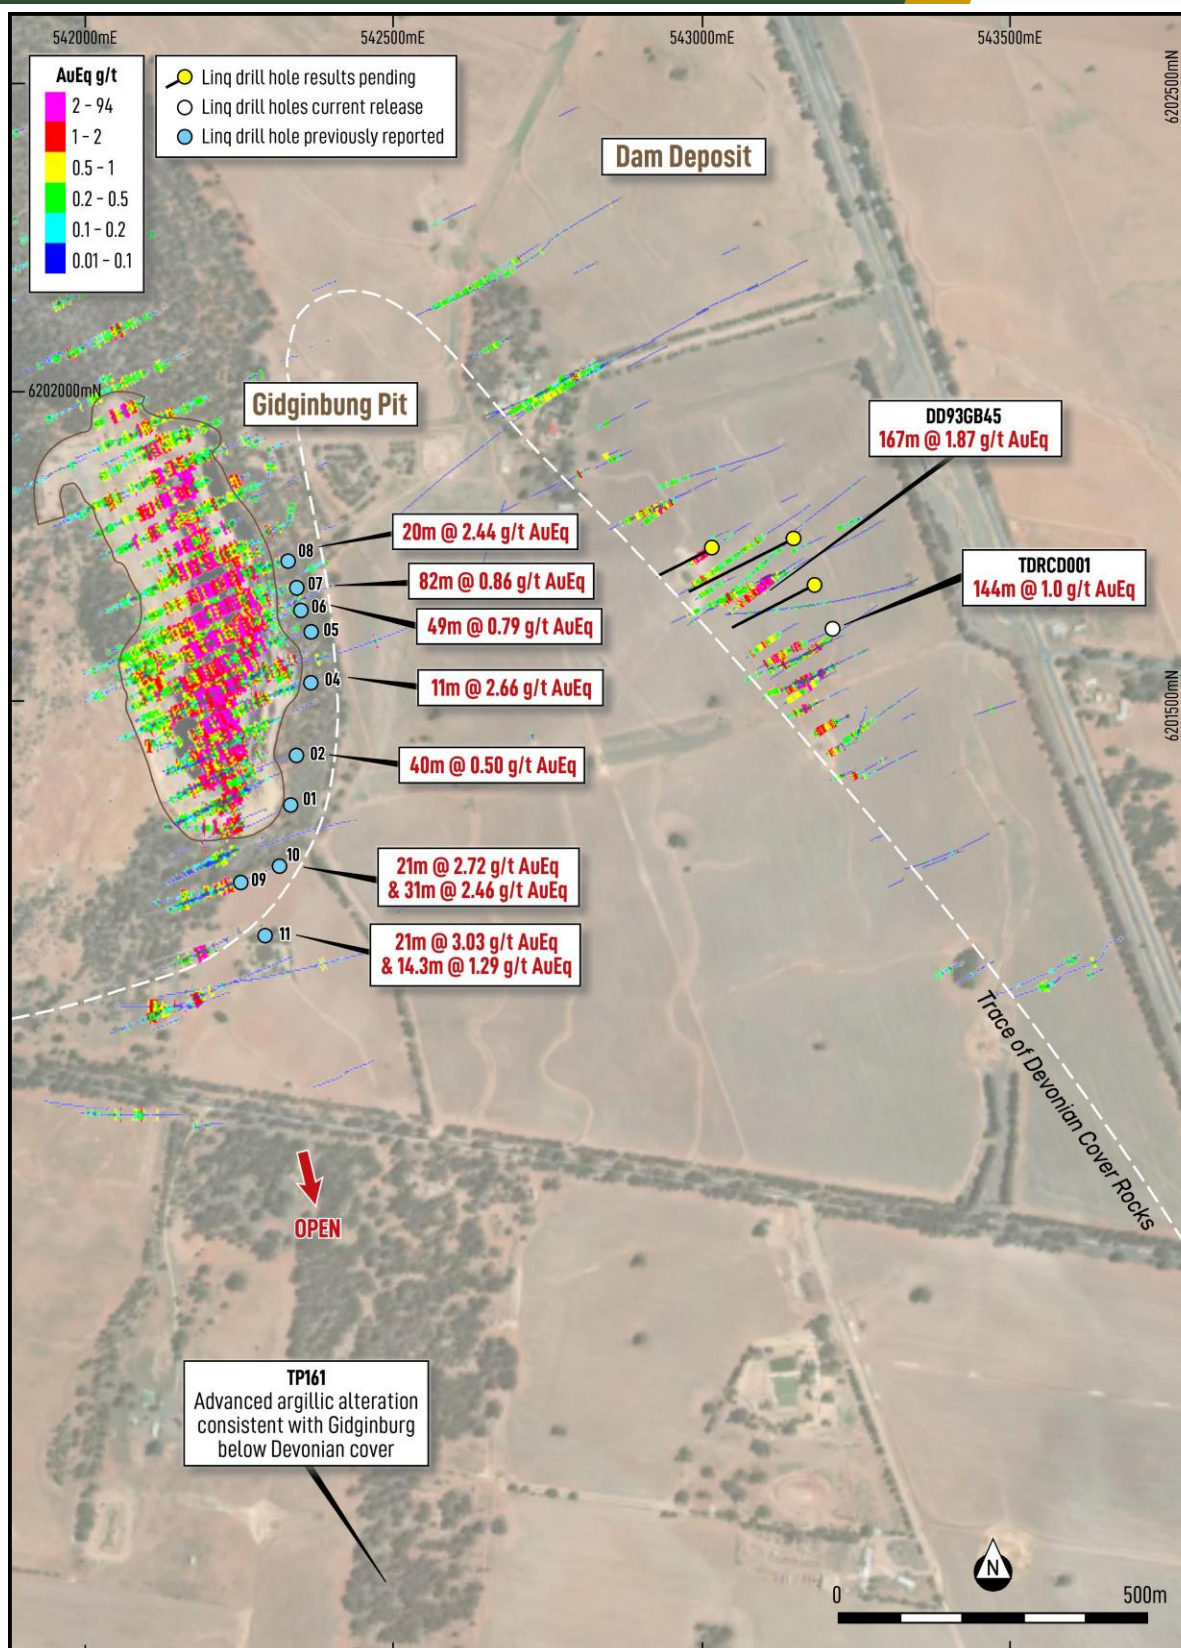 542000mE
542500mE
543000mE
543500mE
6202500mN
AuEq g/t
2 - 94
1 - 2
0.5 - 1
0.2 - 0.5
0.1 - 0.2
0.01 - 0.1
Linq drill hole results pending
Linq drill holes current release
Linq drill hole previously reported
Dam Deposit
6202000mN
Gidginbung Pit
DD93GB45
167m @ 1.87 g/t AuEq
08
20m @ 2.44 g/t AuEq
07
82m @ 0.86 g/t AuEq
06
49m @ 0.79 g/t AuEq
05
TDRCD001
144m @ 1.0 g/t AuEq
04
11m @ 2.66 g/t AuEq
6201500mN
02
40m @ 0.50 g/t AuEq
01
10
21m @ 2.72 g/t AuEq
& 31m @ 2.46 g/t AuEq
09
11
21m @ 3.03 g/t AuEq
& 14.3m @ 1.29 g/t AuEq
Trace of Devonian Cover Rocks
OPEN
TP161
Advanced argillic alteration
consistent with Gidginburg
below Devonian cover
N
0
500m